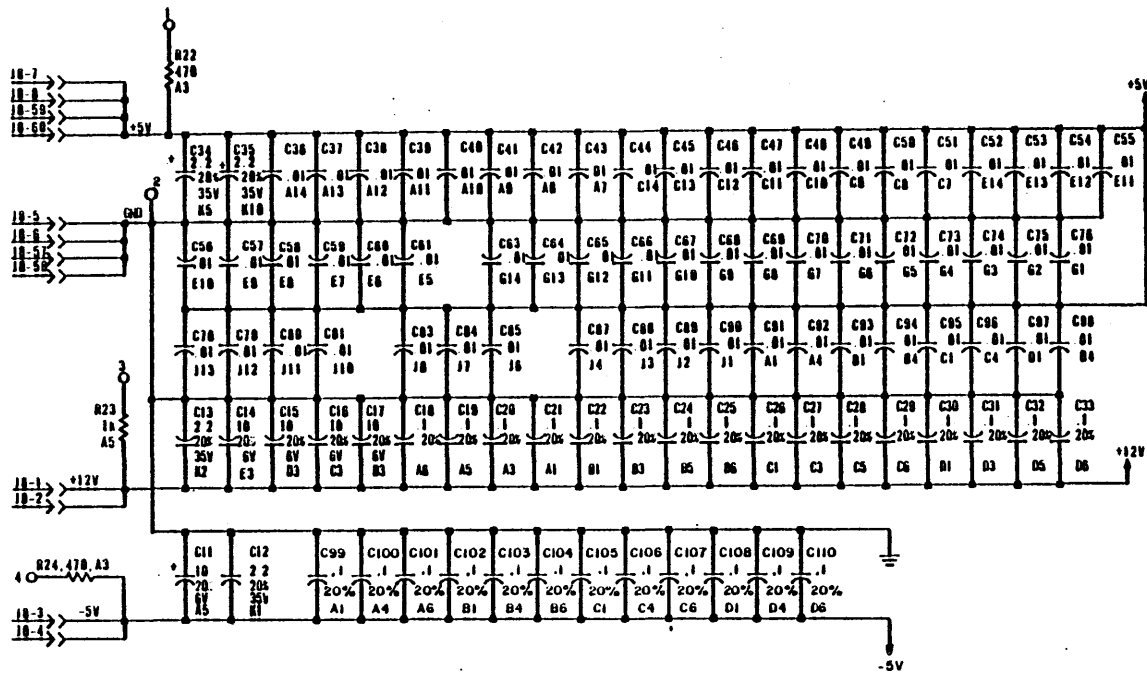 1
R22
470
A3
J8-7
J8-8
J8-59
J8-60
+5V
+5V
C34 C35 C36 C37 C38 C39 C40 C41 C42 C43 C44 C45 C46 C47 C48 C49 C50 C51 C52 C53 C54 C55
+ 2.2 + 2.2 .01 .01 .01 .01 .01 .01 .01 .01 .01 .01 .01 .01 .01 .01 .01 .01 .01 .01 .01 .01
20% 20%
35V 35V
K5 K10 A14 A13 A12 A11 A10 A9 A8 A7 C14 C13 C12 C11 C10 C9 C8 C7 E14 E13 E12 E11
2
GND
J8-5
J8-6
J8-57
J8-58
C56 C57 C58 C59 C60 C61 C63 C64 C65 C66 C67 C68 C69 C70 C71 C72 C73 C74 C75 C76
.01 .01 .01 .01 .01 .01 .01 .01 .01 .01 .01 .01 .01 .01 .01 .01 .01 .01 .01 .01
E10 E9 E8 E7 E6 E5 G14 G13 G12 G11 G10 G9 G8 G7 G6 G5 G4 G3 G2 G1
C78 C79 C80 C81 C83 C84 C85 C87 C88 C89 C90 C91 C92 C93 C94 C95 C96 C97 C98
.01 .01 .01 .01 .01 .01 .01 .01 .01 .01 .01 .01 .01 .01 .01 .01 .01 .01 .01
J13 J12 J11 J10 J8 J7 J6 J4 J3 J2 J1 A1 A4 B1 B4 C1 C4 D1 D4
3
R23
1K
A5
C13 C14 C15 C16 C17 C18 C19 C20 C21 C22 C23 C24 C25 C26 C27 C28 C29 C30 C31 C32 C33
2.2 10 10 10 10 .1 .1 .1 .1 .1 .1 .1 .1 .1 .1 .1 .1 .1 .1 .1 .1
20% 20% 20% 20% 20% 20% 20% 20% 20% 20% 20% 20% 20% 20% 20% 20% 20% 20% 20% 20% 20%
35V 6V 6V 6V 6V
K2 E3 D3 C3 B3 A6 A5 A3 A1 B1 B3 B5 B6 C1 C3 C5 C6 D1 D3 D5 D6
J8-1 +12V
J8-2
+12V
C11 C12 C99 C100 C101 C102 C103 C104 C105 C106 C107 C108 C109 C110
+ 10 2.2 .1 .1 .1 .1 .1 .1 .1 .1 .1 .1 .1 .1
20% 20% 20% 20% 20% 20% 20% 20% 20% 20% 20% 20% 20% 20%
6V 35V
A5 K1 A1 A4 A6 B1 B4 B6 C1 C4 C6 D1 D4 D6
4 R24, 470, A3
J8-3 -5V
J8-4
-5V